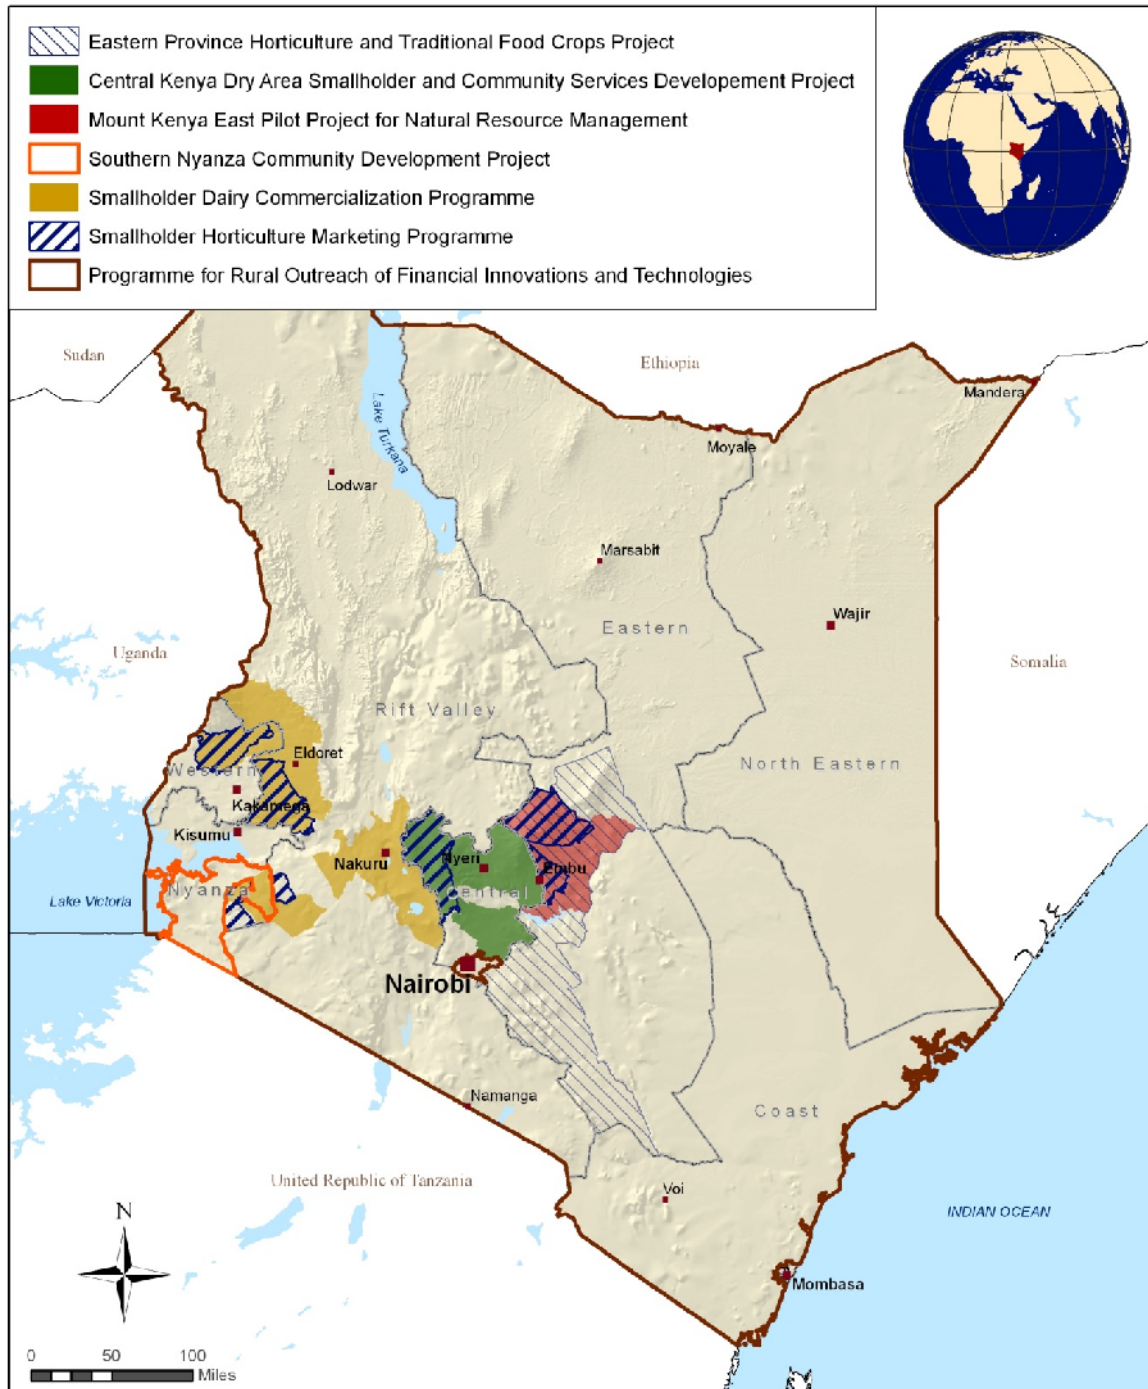 Eastern Province Horticulture and Traditional Food Crops Project
Central Kenya Dry Area Smallholder and Community Services Developement Project
Mount Kenya East Pilot Project for Natural Resource Management
Southern Nyanza Community Development Project
Smallholder Dairy Commercialization Programme
Smallholder Horticulture Marketing Programme
Programme for Rural Outreach of Financial Innovations and Technologies
Sudan
Ethiopia
Mandera
Lake Turkana
Moyale
Lodwar
Marsabit
Wajir
Eastern
Uganda
Somalia
Rift Valley
Eldoret
North Eastern
Western
Kakamega
Kisumu
Nakuru
Nyeri
Embu
Nyanza
Central
Lake Victoria
Nairobi
Namanga
Coast
United Republic of Tanzania
Voi
INDIAN OCEAN
N
Mombasa
0 50 100
Miles